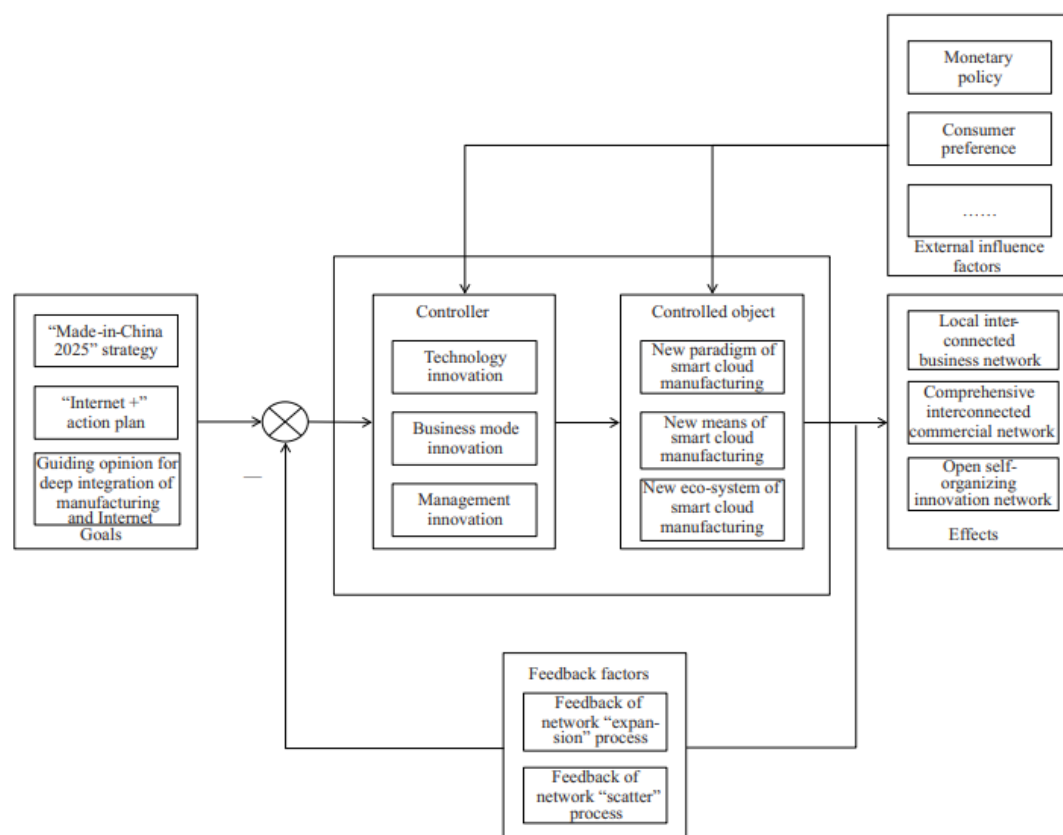 Monetary
policy
Consumer
preference
……
External influence
factors
“Made-in-China
2025” strategy
“Internet +”
action plan
Guiding opinion for
deep integration of
manufacturing
and Internet
Goals
—
Controller
Technology
innovation
Business mode
innovation
Management
innovation
Controlled object
New paradigm of
smart cloud
manufacturing
New means of
smart cloud
manufacturing
New eco-system of
smart cloud
manufacturing
Local inter-
connected
business network
Comprehensive
interconnected
commercial network
Open self-
organizing
innovation network
Effects
Feedback factors
Feedback of
network “expan-
sion” process
Feedback of
network “scatter”
process